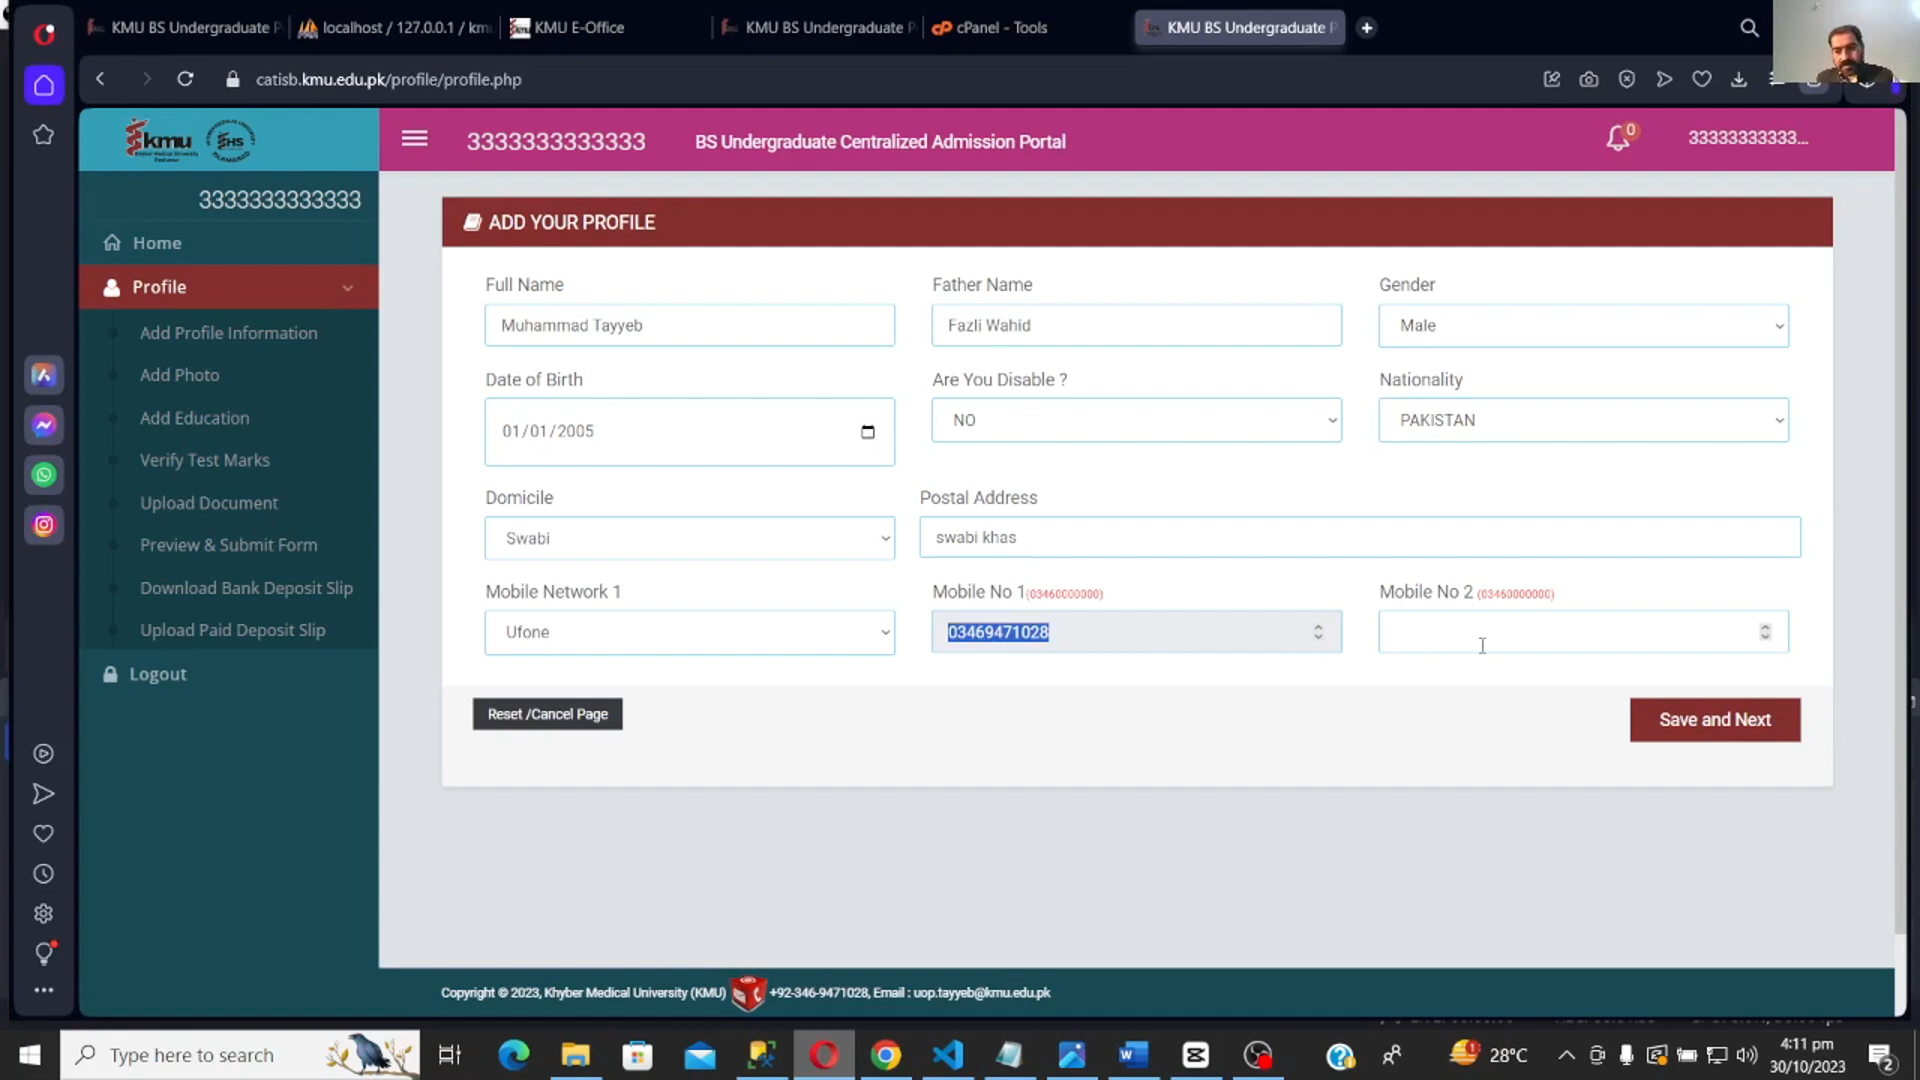 KMU BS Undergraduate P
localhost / 127.0.0.1 / kmu
KMU E-Office
KMU BS Undergraduate P
cPanel - Tools
KMU BS Undergraduate P
catisb.kmu.edu.pk/profile/profile.php
kmu
3333333333333
BS Undergraduate Centralized Admission Portal
0
33333333333...
3333333333333
Home
Profile
Add Profile Information
Add Photo
Add Education
Verify Test Marks
Upload Document
Preview & Submit Form
Download Bank Deposit Slip
Upload Paid Deposit Slip
Logout
ADD YOUR PROFILE
Full Name
Father Name
Gender
Muhammad Tayyeb
Fazli Wahid
Male
Date of Birth
Are You Disable ?
Nationality
01/01/2005
NO
PAKISTAN
Domicile
Postal Address
Swabi
swabi khas
Mobile Network 1
Mobile No 1(03460000000)
Mobile No 2 (03460000000)
Ufone
03469471028
Reset /Cancel Page
Save and Next
Copyright © 2023, Khyber Medical University (KMU) +92-346-9471028, Email : uop.tayyeb@kmu.edu.pk
Type here to search
28°C
4:11 pm
30/10/2023
2